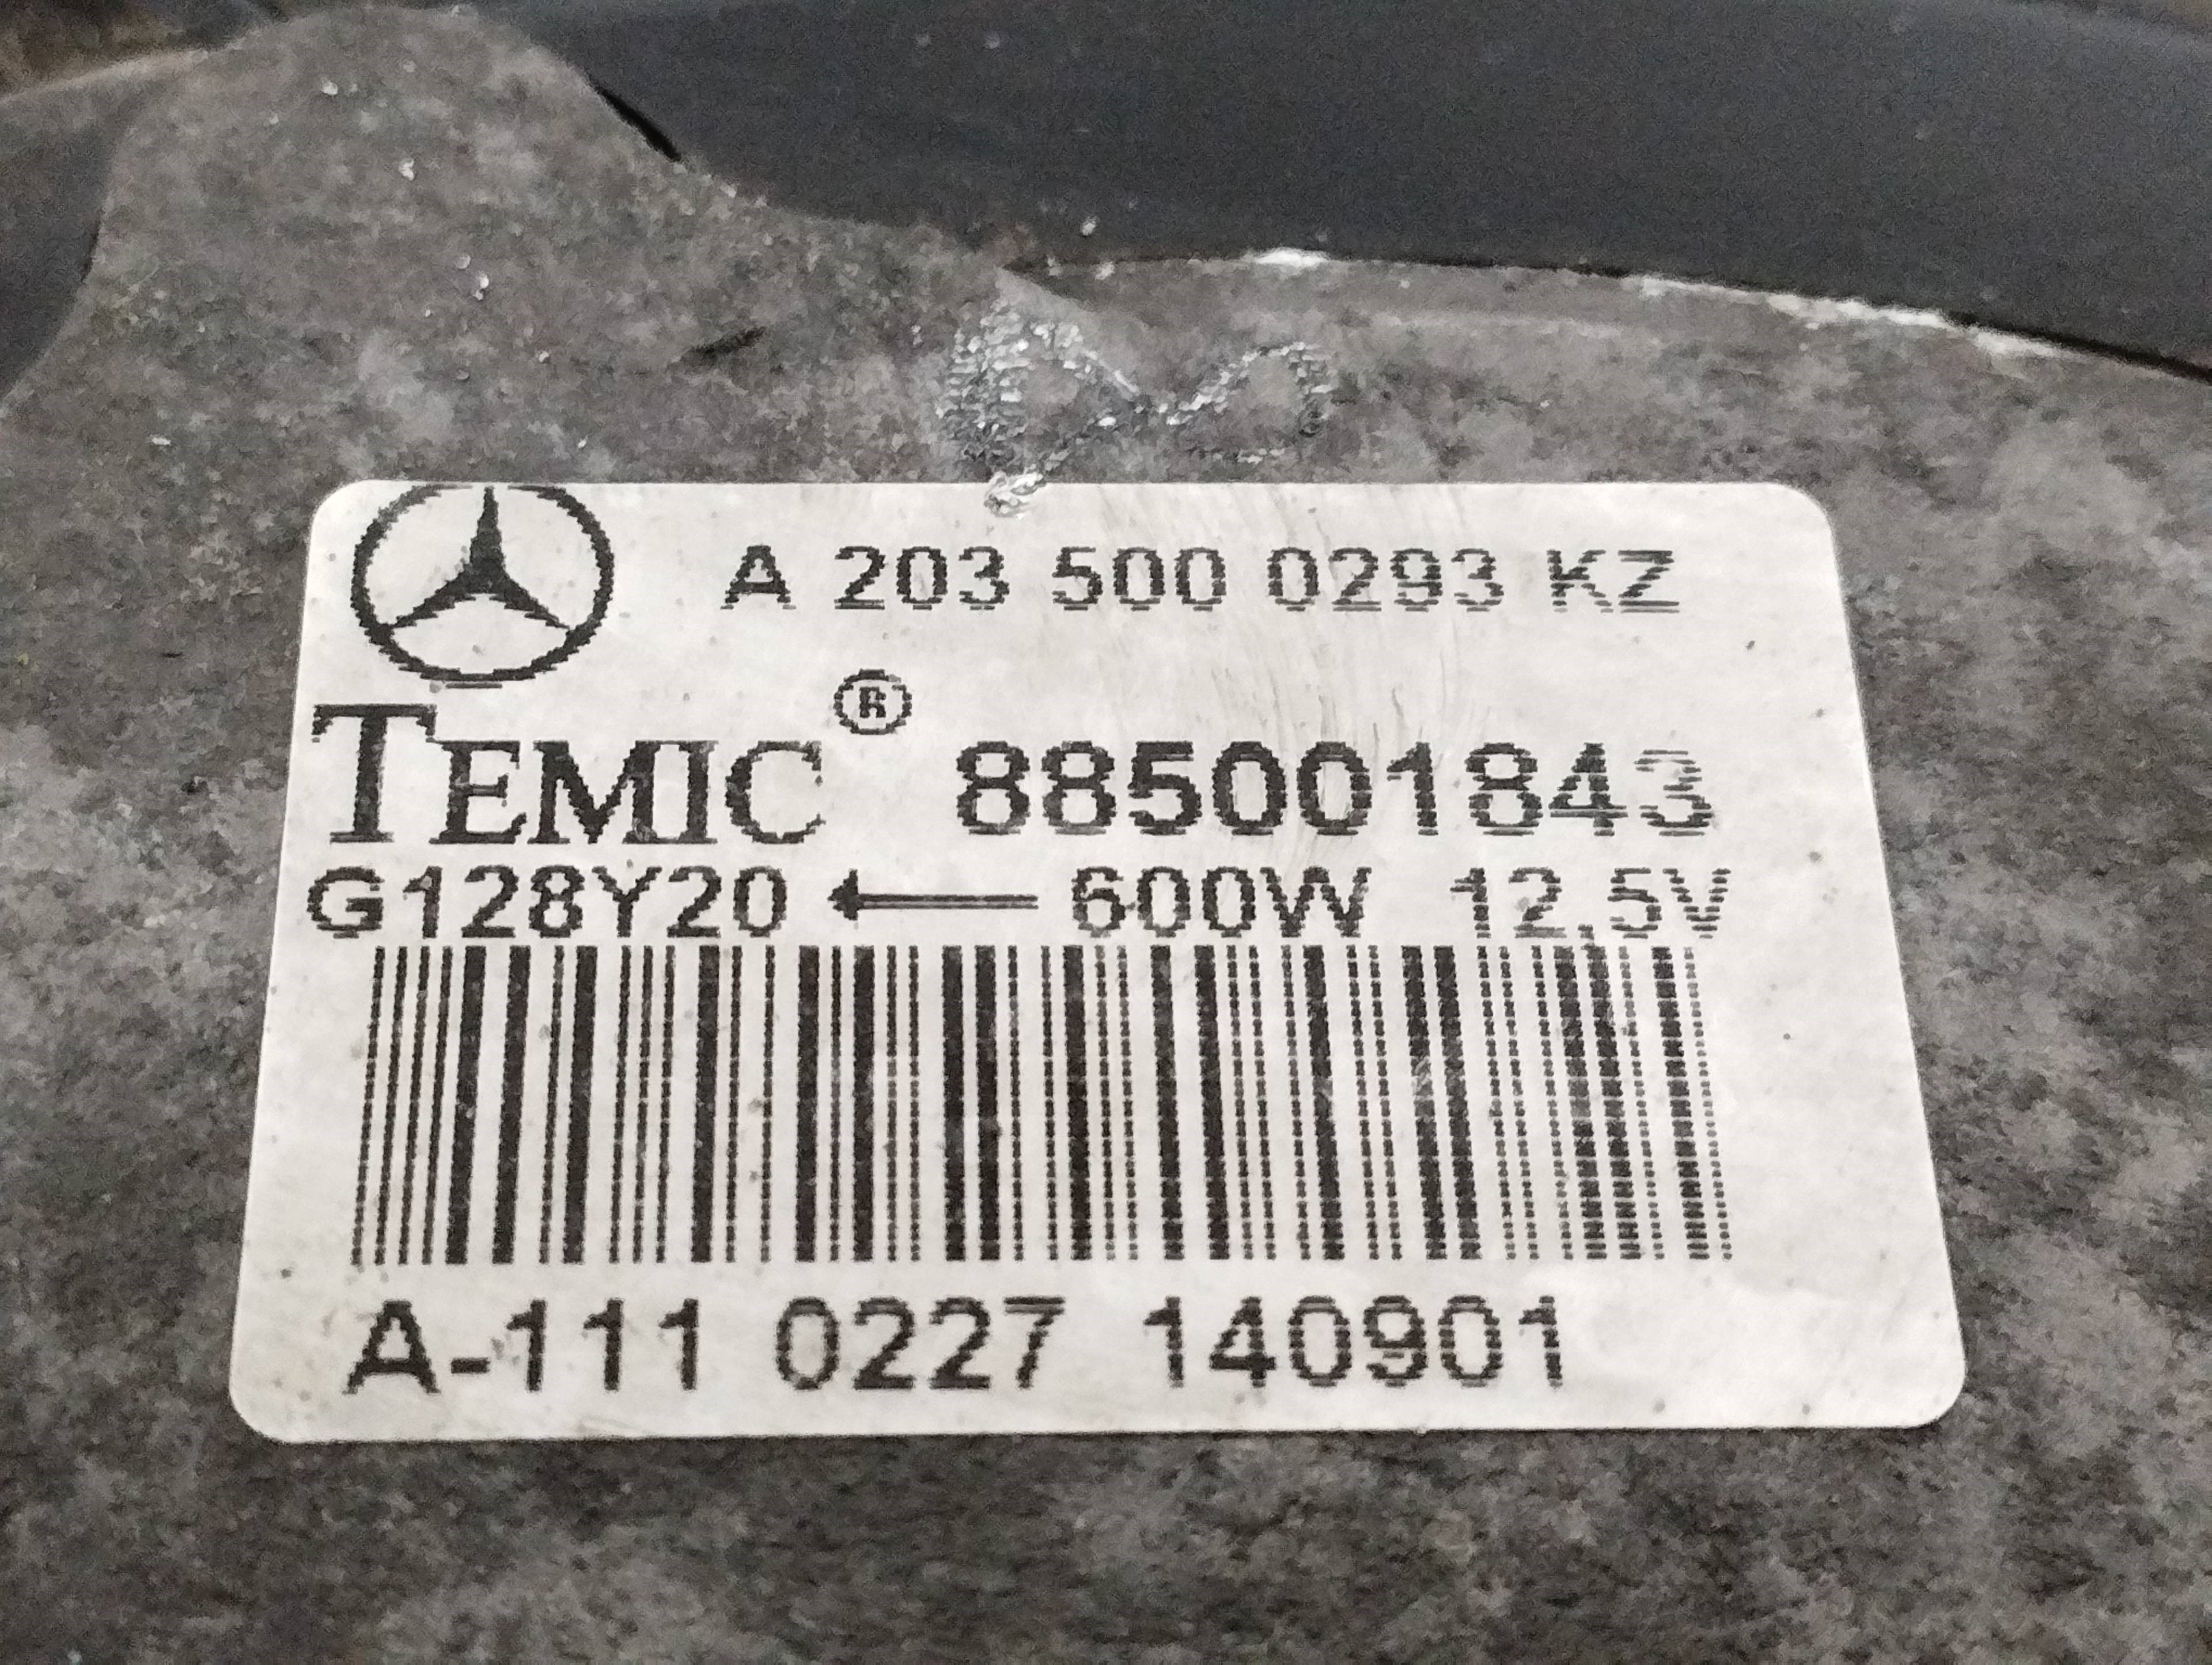 A 203 500 0293 KZ
TEMIC ® 885001843
G128Y20 ← 600W 12,5V
A-111 0227 140901